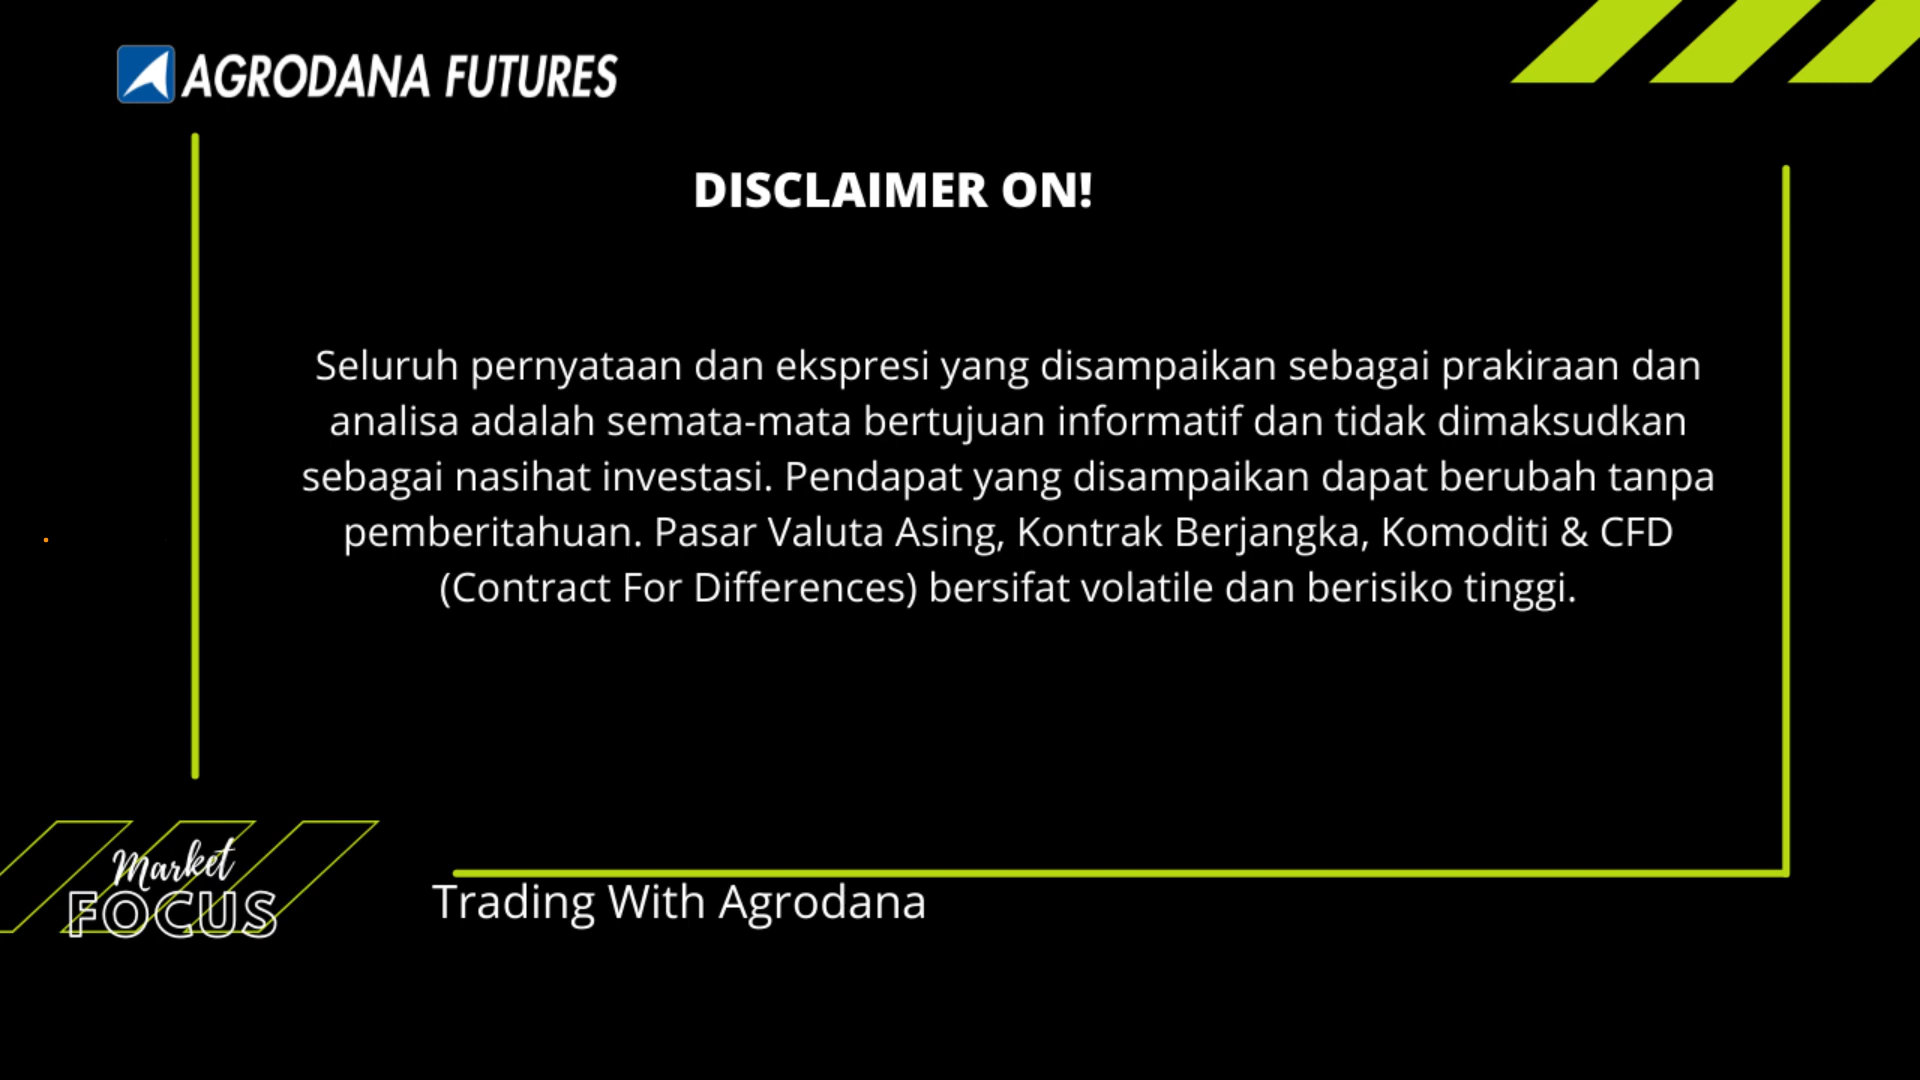 AGRODANA FUTURES
DISCLAIMER ON!
Seluruh pernyataan dan ekspresi yang disampaikan sebagai prakiraan dan
analisa adalah semata-mata bertujuan informatif dan tidak dimaksudkan
sebagai nasihat investasi. Pendapat yang disampaikan dapat berubah tanpa
pemberitahuan. Pasar Valuta Asing, Kontrak Berjangka, Komoditi & CFD
(Contract For Differences) bersifat volatile dan berisiko tinggi.
Market
FOCUS
Trading With Agrodana